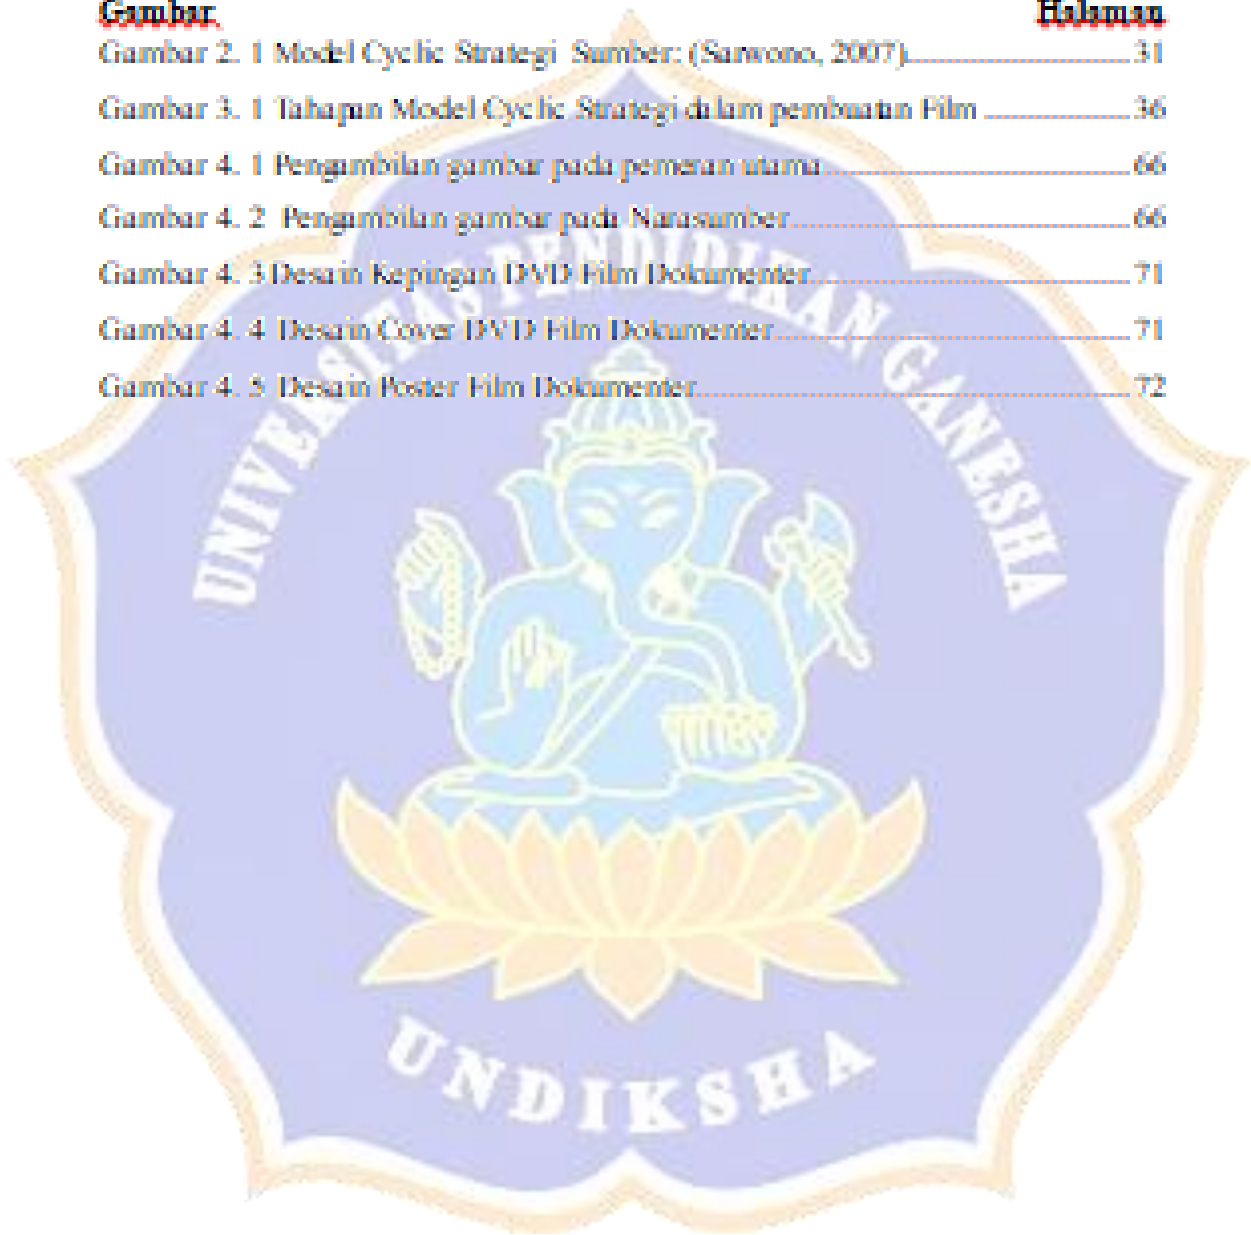 Gambar Halaman
Gambar 2. 1 Model Cyclic Strategi Sumber: (Sarwono, 2007)........................................31
Gambar 3. 1 Tahapan Model Cyclic Strategi dalam pembuatan Film ..........................36
Gambar 4. 1 Pengambilan gambar pada pemeran utama........................................................66
Gambar 4. 2 Pengambilan gambar pada Narasumber..............................................................66
Gambar 4. 3 Desain Kepingan DVD Film Dokumenter..........................................................71
Gambar 4. 4 Desain Cover DVD Film Dokumenter................................................................71
Gambar 4. 5 Desain Poster Film Dokumenter...............................................................................72
UNIVERSITAS PENDIDIKAN GANESHA
UNDIKSHA